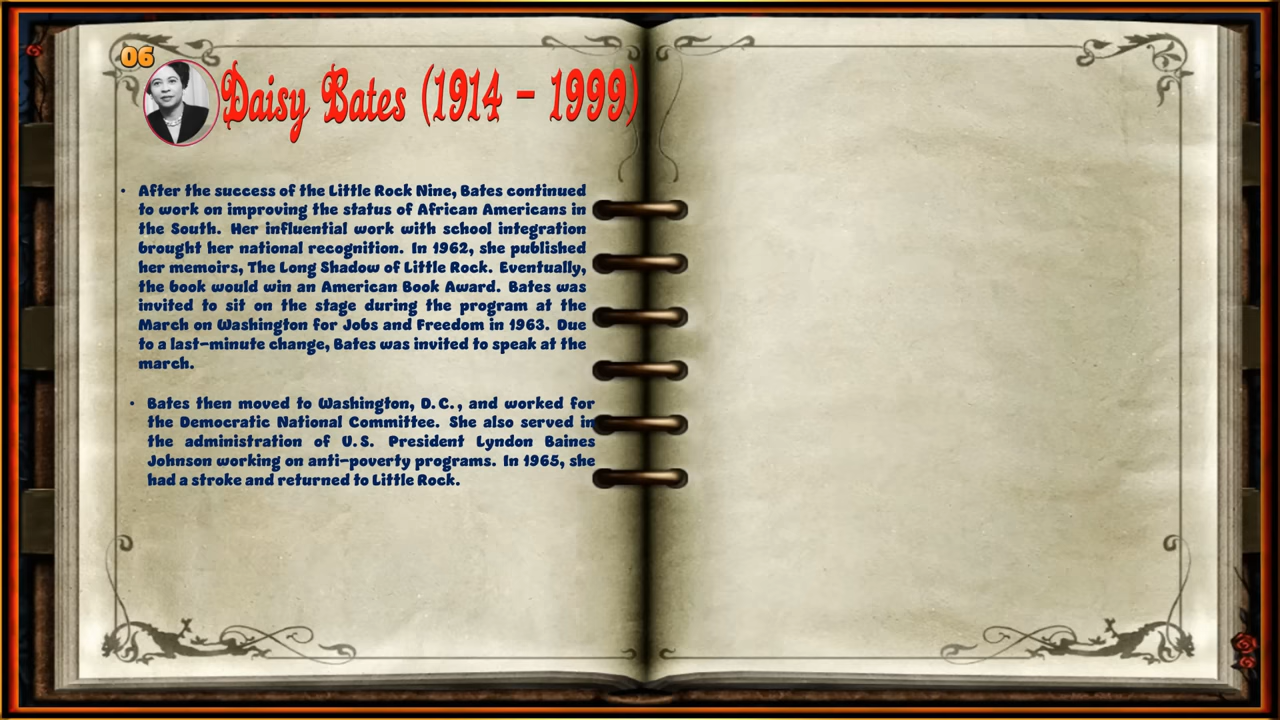 06
Daisy Bates (1914 - 1999)
• After the success of the Little Rock Nine, Bates continued
to work on improving the status of African Americans in
the South. Her influential work with school integration
brought her national recognition. In 1962, she published
her memoirs, The Long Shadow of Little Rock. Eventually,
the book would win an American Book Award. Bates was
invited to sit on the stage during the program at the
March on Washington for Jobs and Freedom in 1963. Due
to a last-minute change, Bates was invited to speak at the
march.
• Bates then moved to Washington, D.C., and worked for
the Democratic National Committee. She also served in
the administration of U.S. President Lyndon Baines
Johnson working on anti-poverty programs. In 1965, she
had a stroke and returned to Little Rock.